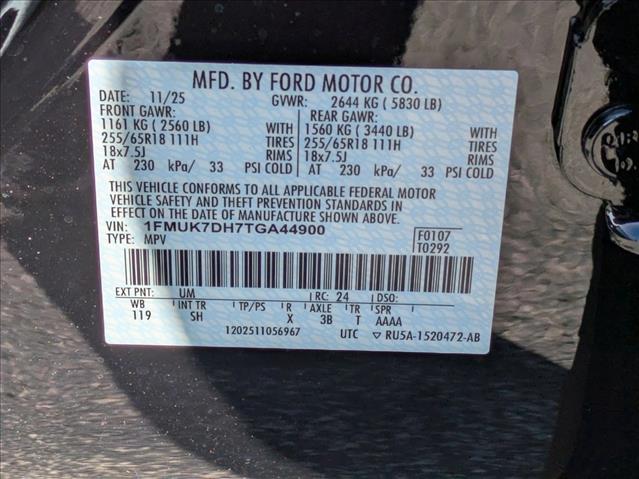 MFD. BY FORD MOTOR CO.
DATE: 11/25 GVWR: 2644 KG ( 5830 LB)
FRONT GAWR: REAR GAWR:
1161 KG ( 2560 LB) WITH 1560 KG ( 3440 LB) WITH
255/65R18 111H TIRES 255/65R18 111H TIRES
18x7.5J RIMS 18x7.5J RIMS
AT 230 kPa/ 33 PSI COLD AT 230 kPa/ 33 PSI COLD
THIS VEHICLE CONFORMS TO ALL APPLICABLE FEDERAL MOTOR
VEHICLE SAFETY AND THEFT PREVENTION STANDARDS IN
EFFECT ON THE DATE OF MANUFACTURE SHOWN ABOVE.
VIN: 1FMUK7DH7TGA44900 F0107
TYPE: MPV T0292
EXT PNT: UM RC: 24 DSO:
WB INT TR TP/PS R AXLE TR SPR
119 SH X 3B T AAAA
1202511056967 UTC ▽ RU5A-1520472-AB